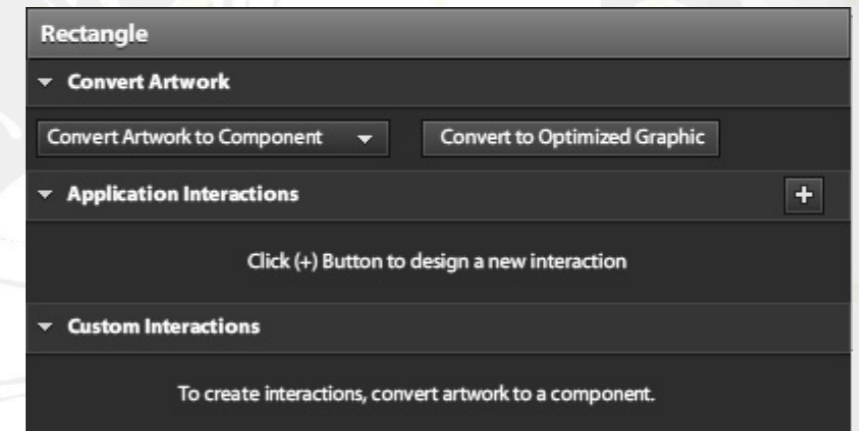 Rectangle
Convert Artwork
Convert Artwork to Component
Convert to Optimized Graphic
Application Interactions
+
Click (+) Button to design a new interaction
Custom Interactions
To create interactions, convert artwork to a component.